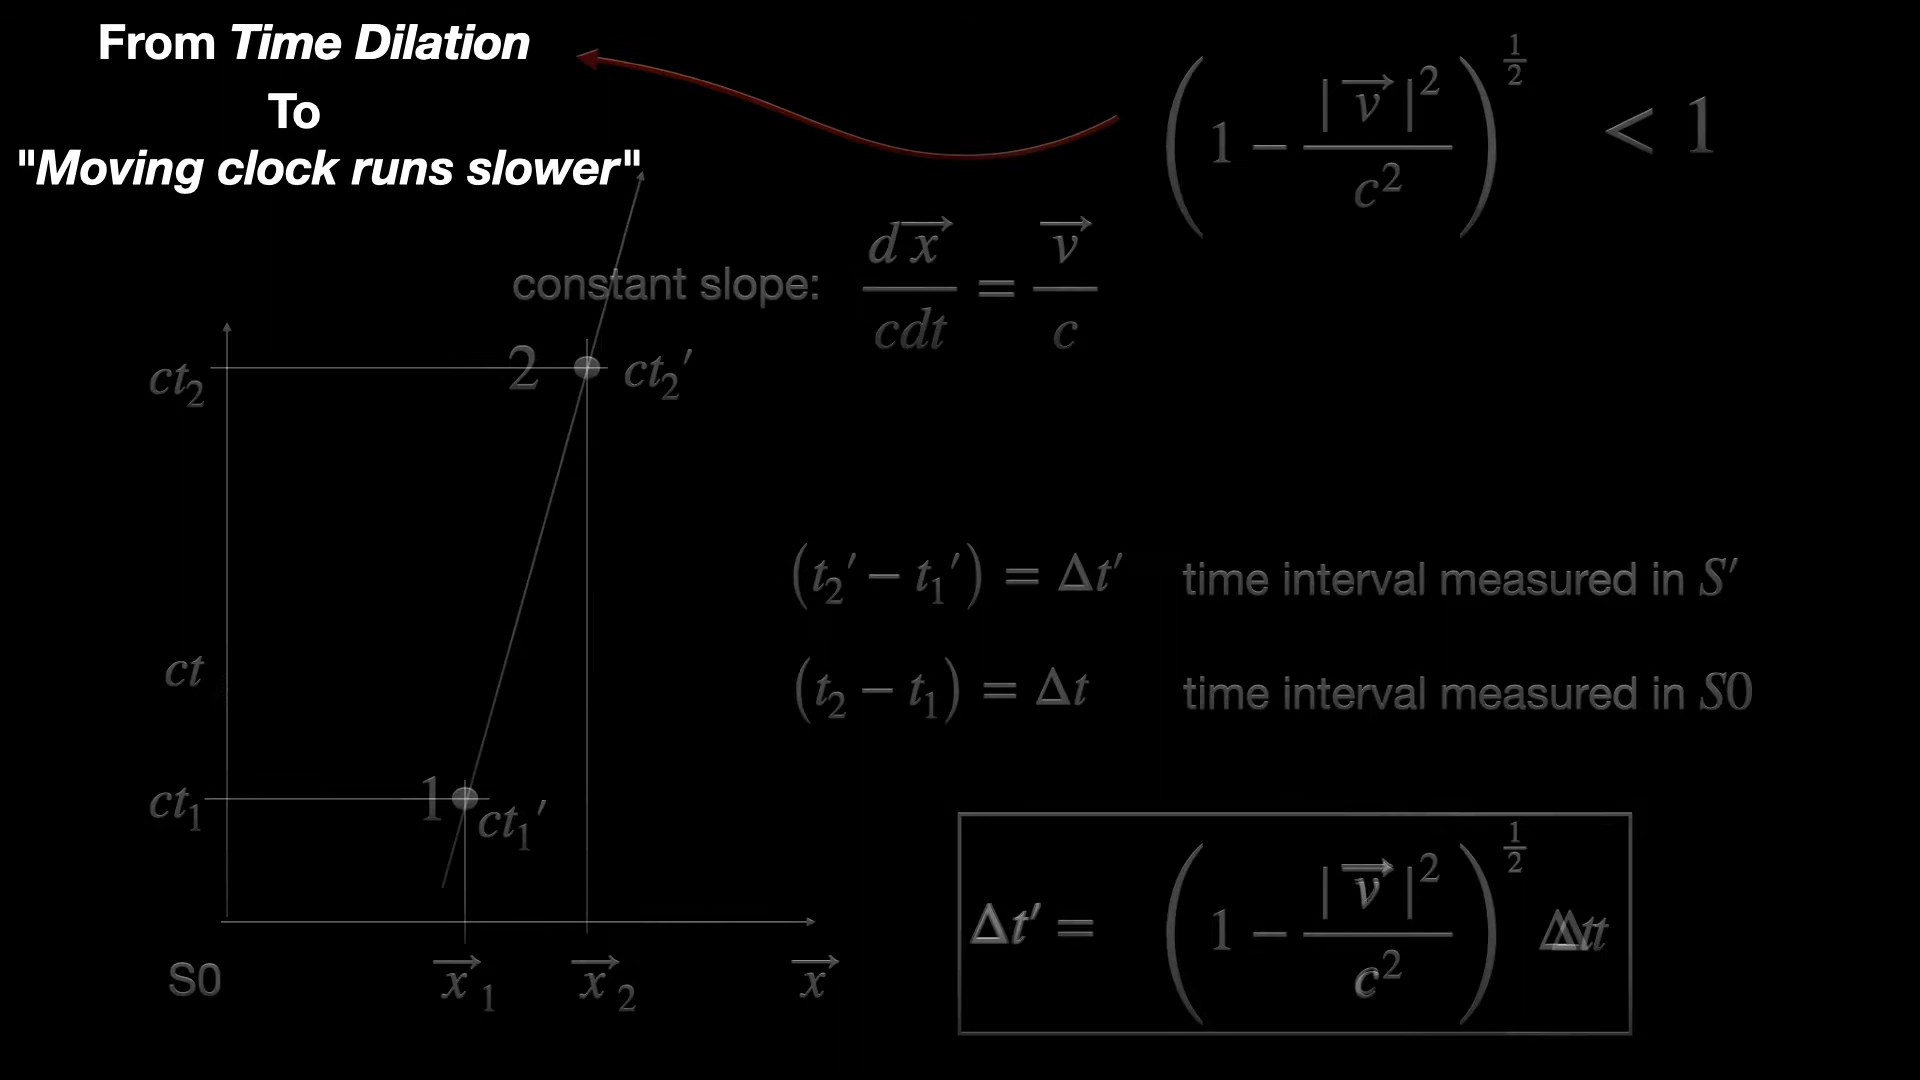 From Time Dilation
To
"Moving clock runs slower"
(1 − |v⃗|²/c²)^½ < 1
constant slope: dx⃗/cdt = v⃗/c
ct₂ 2 ct₂′
(t₂′ − t₁′) = Δt′ time interval measured in S′
ct
(t₂ − t₁) = Δt time interval measured in S0
ct₁ 1 ct₁′
Δt′ = (1 − |v⃗|²/c²)^½ Δt
S0 x⃗₁ x⃗₂ x⃗